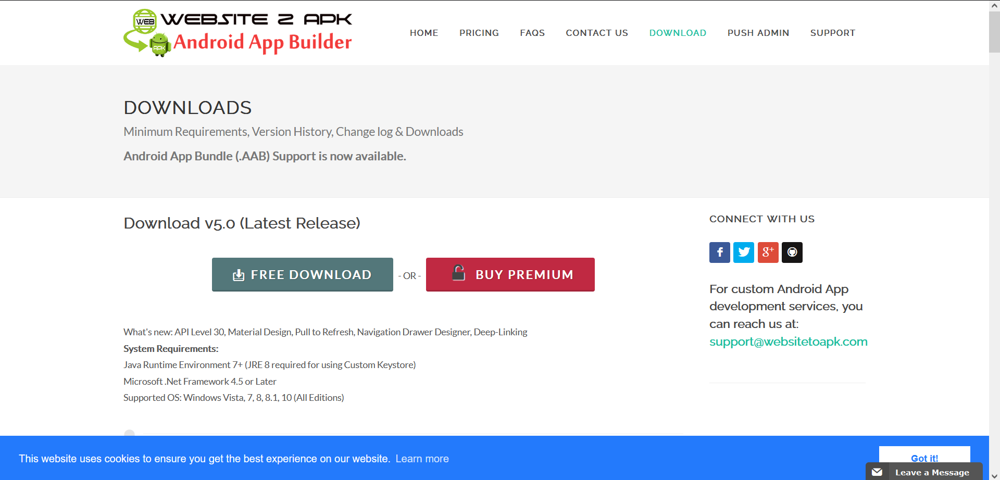 WEB
APK
WEBSITE 2 APK
Android App Builder
HOME
PRICING
FAQS
CONTACT US
DOWNLOAD
PUSH ADMIN
SUPPORT
DOWNLOADS
Minimum Requirements, Version History, Change log & Downloads
Android App Bundle (.AAB) Support is now available.
Download v5.0 (Latest Release)
FREE DOWNLOAD
- OR -
BUY PREMIUM
What's new: API Level 30, Material Design, Pull to Refresh, Navigation Drawer Designer, Deep-Linking
System Requirements:
Java Runtime Environment 7+ (JRE 8 required for using Custom Keystore)
Microsoft .Net Framework 4.5 or Later
Supported OS: Windows Vista, 7, 8, 8.1, 10 (All Editions)
CONNECT WITH US
f
g+
For custom Android App
development services, you
can reach us at:
support@websitetoapk.com
This website uses cookies to ensure you get the best experience on our website. Learn more
Got it!
Leave a Message